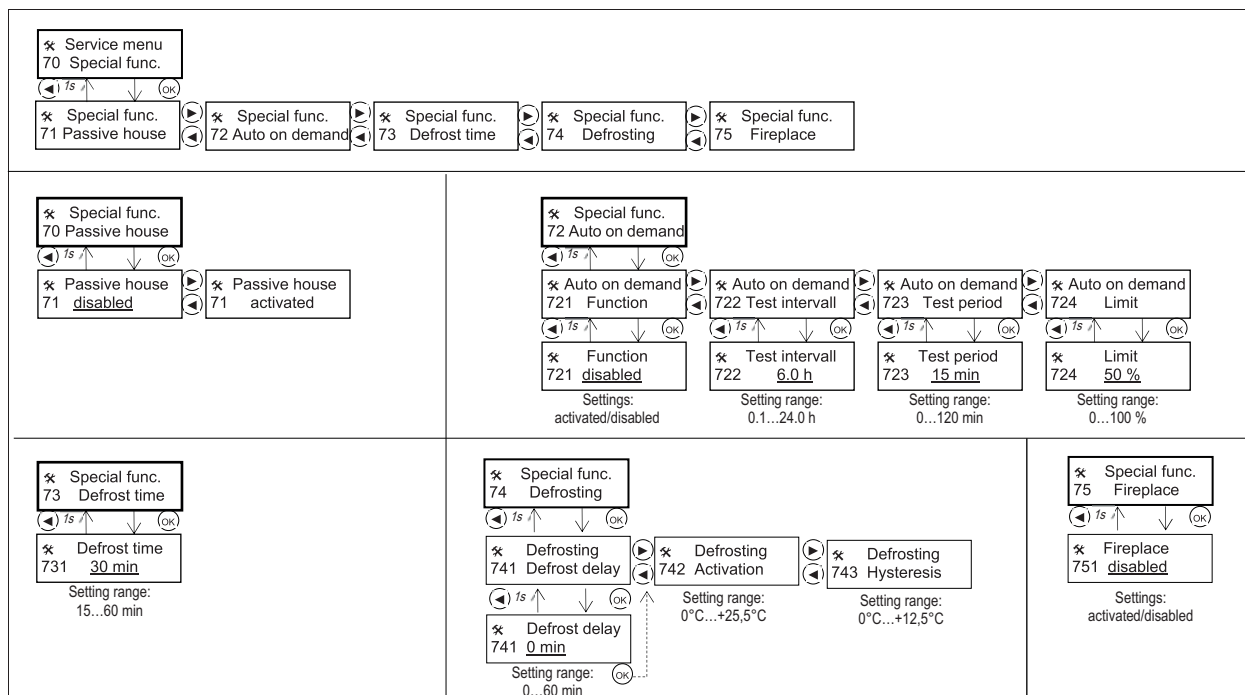 Service menu
70 Special func.
1s
OK
Special func.
71 Passive house
Special func.
72 Auto on demand
Special func.
73 Defrost time
Special func.
74 Defrosting
Special func.
75 Fireplace
Special func.
70 Passive house
1s
OK
Passive house
71 disabled
Passive house
71 activated
Special func.
72 Auto on demand
1s
OK
Auto on demand
721 Function
Auto on demand
722 Test intervall
Auto on demand
723 Test period
Auto on demand
724 Limit
1s
OK
1s
OK
1s
OK
1s
OK
Function
721 disabled
Test intervall
722 6.0 h
Test period
723 15 min
Limit
724 50 %
Settings:
activated/disabled
Setting range:
0.1...24.0 h
Setting range:
0...120 min
Setting range:
0...100 %
Special func.
73 Defrost time
1s
OK
Defrost time
731 30 min
Setting range:
15...60 min
Special func.
74 Defrosting
1s
OK
Defrosting
741 Defrost delay
Defrosting
742 Activation
Defrosting
743 Hysteresis
1s
OK
Setting range:
0°C...+25,5°C
Setting range:
0°C...+12,5°C
Defrost delay
741 0 min
Setting range:
0...60 min
OK
Special func.
75 Fireplace
1s
OK
Fireplace
751 disabled
Settings:
activated/disabled